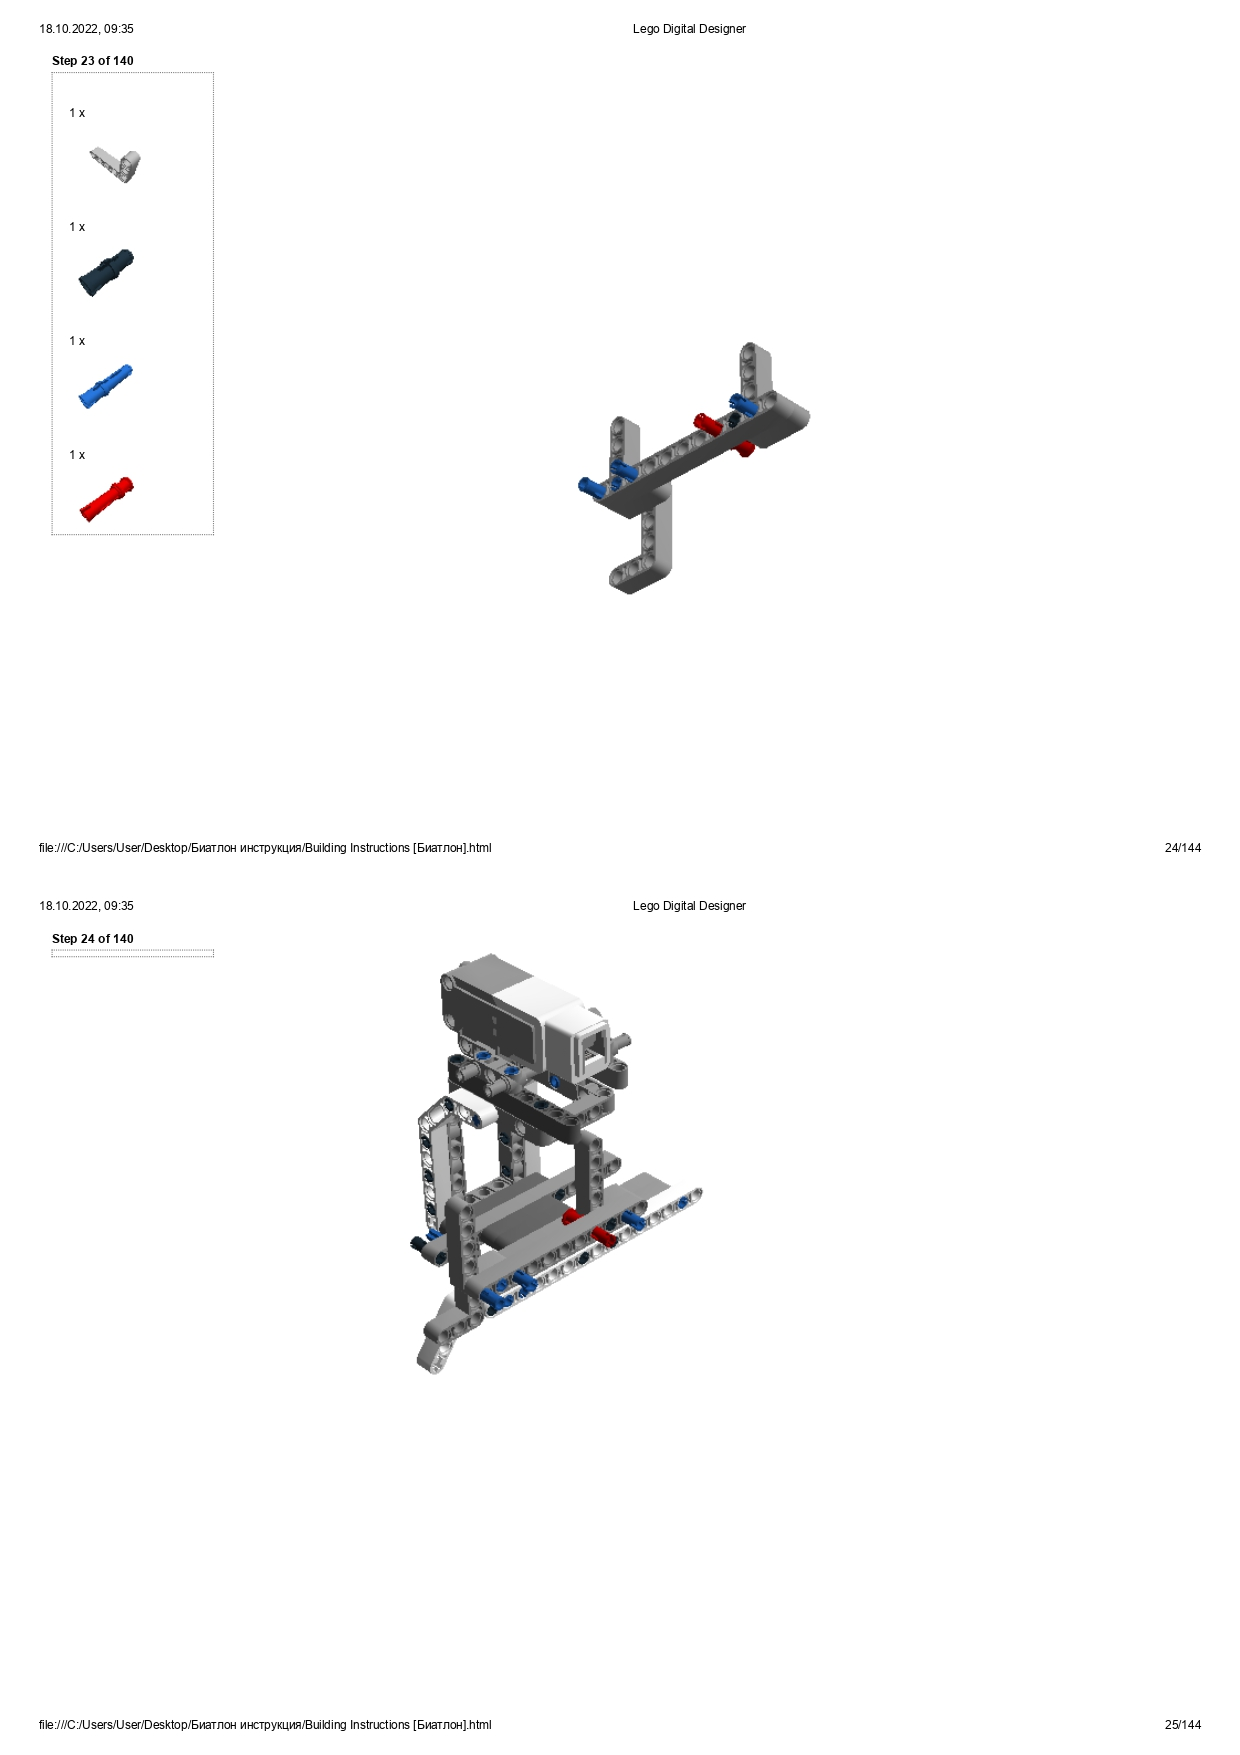 18.10.2022, 09:35 Lego Digital Designer
Step 23 of 140
1 x
1 x
1 x
1 x
file:///C:/Users/User/Desktop/Биатлон инструкция/Building Instructions [Биатлон].html 24/144
18.10.2022, 09:35 Lego Digital Designer
Step 24 of 140
file:///C:/Users/User/Desktop/Биатлон инструкция/Building Instructions [Биатлон].html 25/144